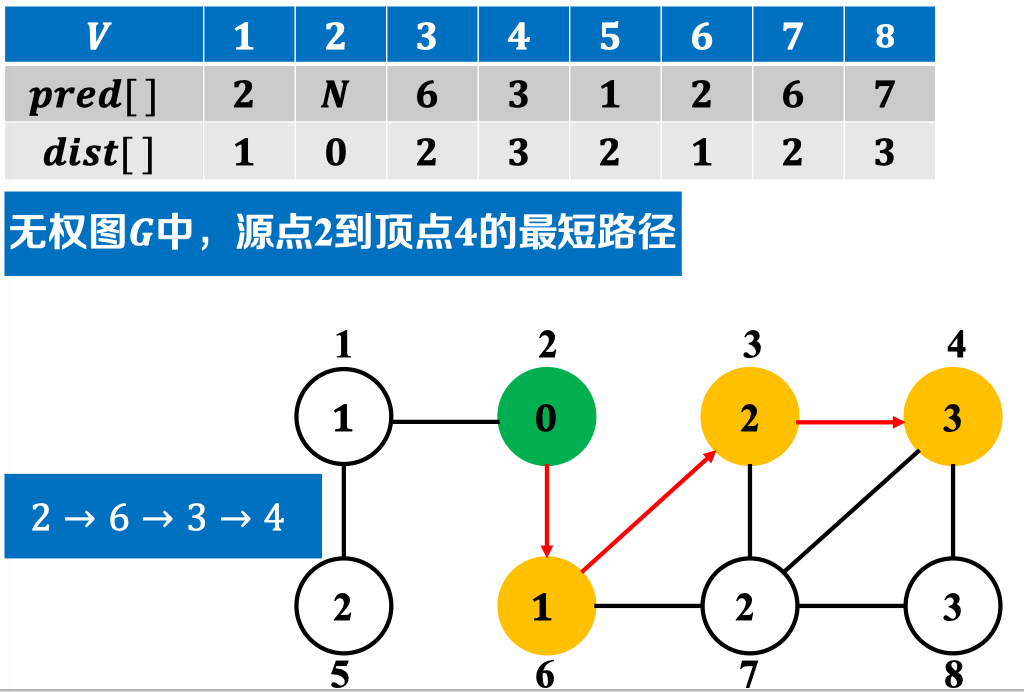 V 1 2 3 4 5 6 7 8
pred[ ] 2 N 6 3 1 2 6 7
dist[ ] 1 0 2 3 2 1 2 3
无权图G中，源点2到顶点4的最短路径
1 2 3 4
1 0 2 3
2 → 6 → 3 → 4
2 1 2 3
5 6 7 8